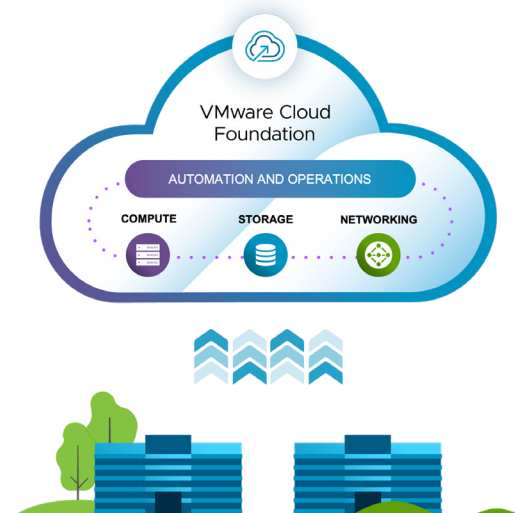 VMware Cloud
Foundation
AUTOMATION AND OPERATIONS
COMPUTE STORAGE NETWORKING